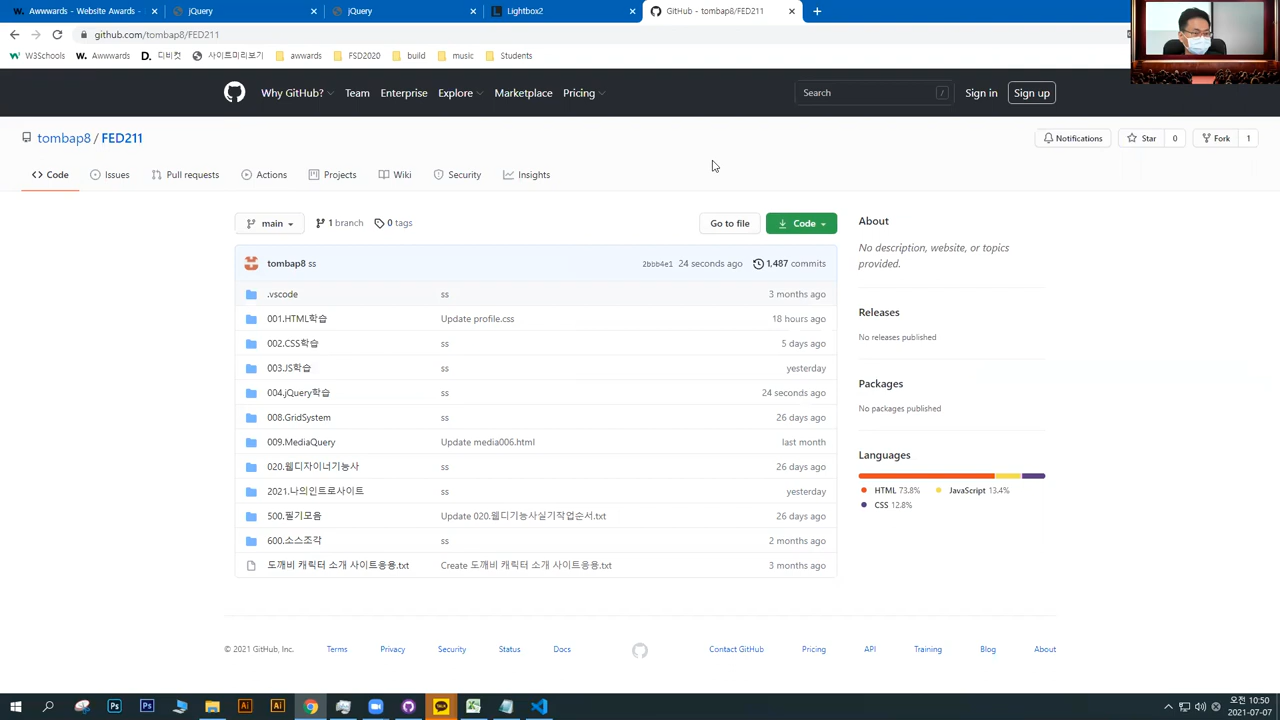 Awwwards - Website Awards -
jQuery
jQuery
Lightbox2
GitHub - tombap8/FED211
github.com/tombap8/FED211
W3Schools
Awwwards
디비컷
사이트미리보기
awwards
FSD2020
build
music
Students
Why GitHub?
Team
Enterprise
Explore
Marketplace
Pricing
Search
/
Sign in
Sign up
tombap8 / FED211
Notifications
Star 0
Fork 1
Code
Issues
Pull requests
Actions
Projects
Wiki
Security
Insights
main
1 branch
0 tags
Go to file
Code
About
No description, website, or topics
provided.
tombap8 ss
2bbb4e1 24 seconds ago
1,487 commits
.vscode ss 3 months ago
001.HTML학습 Update profile.css 18 hours ago
002.CSS학습 ss 5 days ago
003.JS학습 ss yesterday
004.jQuery학습 ss 24 seconds ago
008.GridSystem ss 26 days ago
009.MediaQuery Update media006.html last month
020.웹디자이너기능사 ss 26 days ago
2021.나의인트로사이트 ss yesterday
500.필기모음 Update 020.웹디기능사실기작업순서.txt 26 days ago
600.소스조각 ss 2 months ago
도깨비 캐릭터 소개 사이트응용.txt Create 도깨비 캐릭터 소개 사이트응용.txt 3 months ago
Releases
No releases published
Packages
No packages published
Languages
HTML 73.8%
JavaScript 13.4%
CSS 12.8%
© 2021 GitHub, Inc.
Terms
Privacy
Security
Status
Docs
Contact GitHub
Pricing
API
Training
Blog
About
Ps
Ps
Ai
Ai
TALK
오전 10:50
2021-07-07